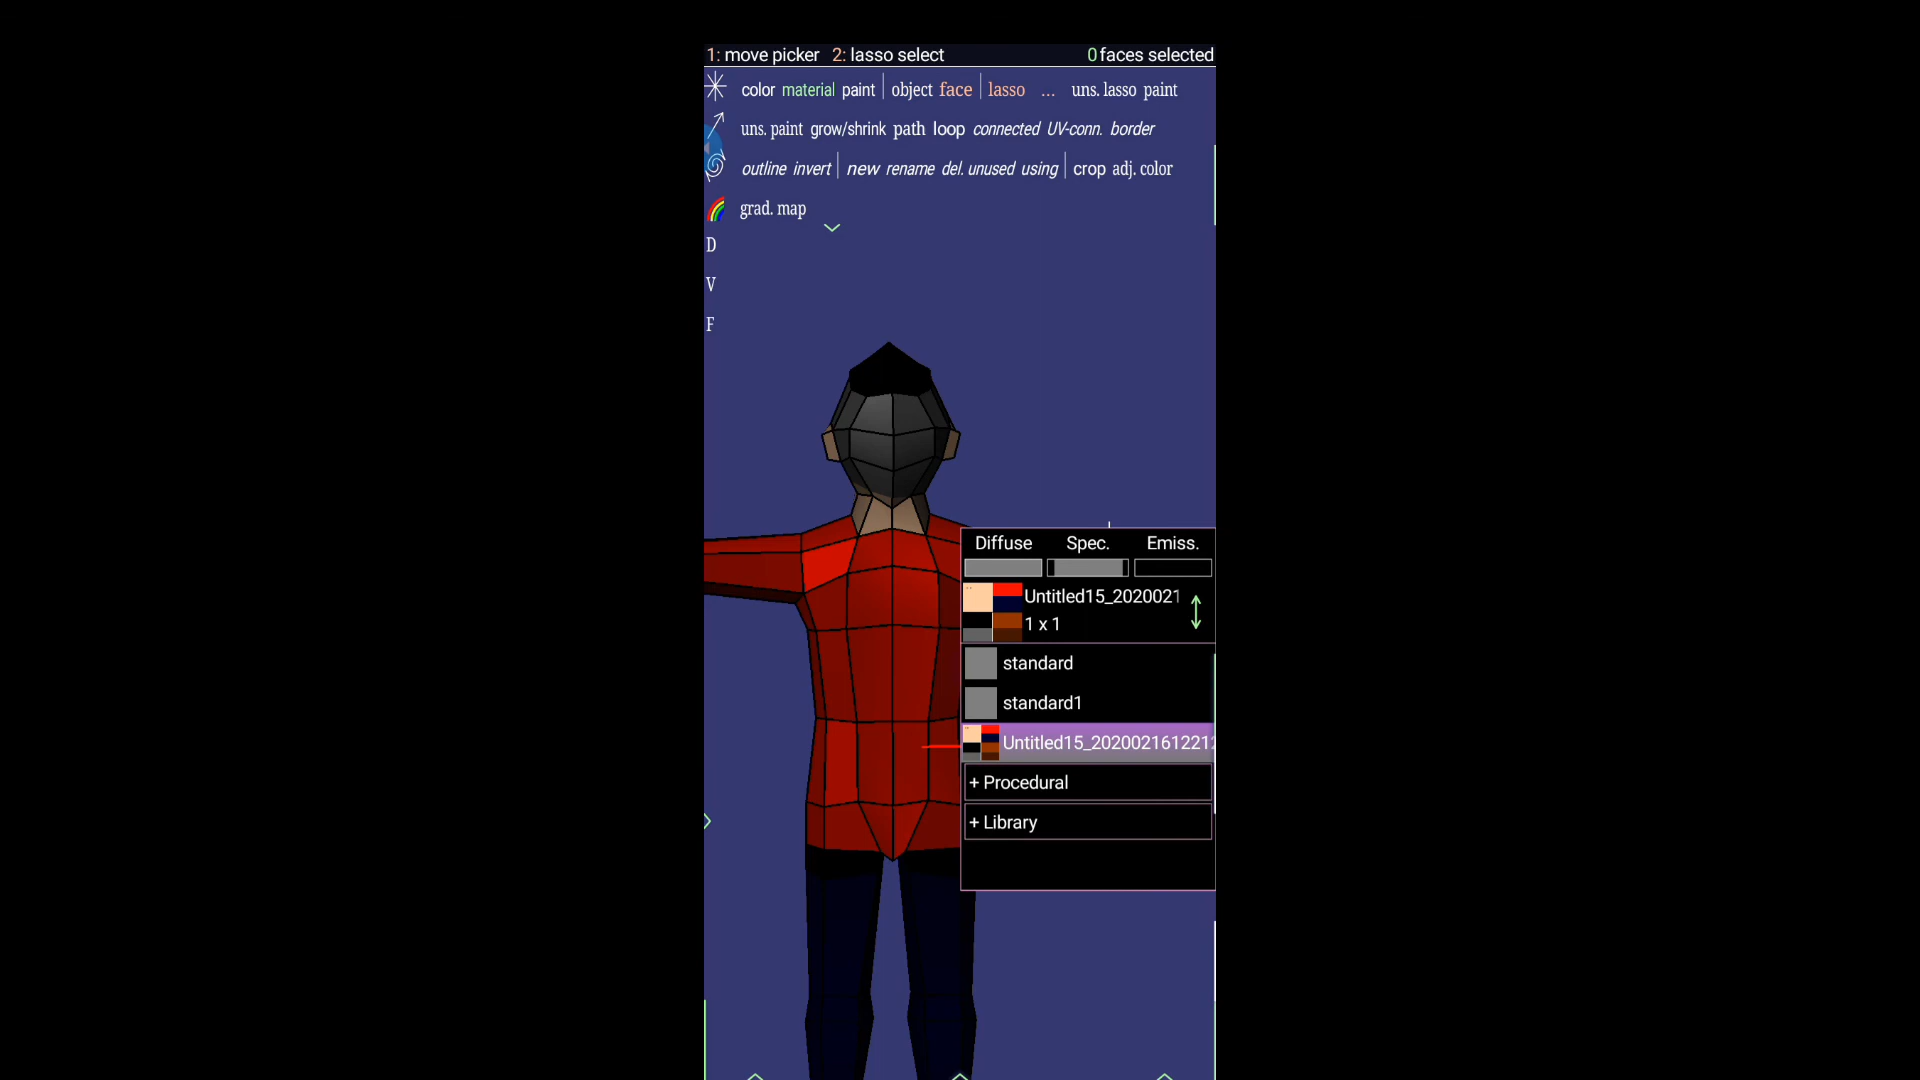 1: move picker 2: lasso select 0 faces selected
color material paint object face lasso ... uns. lasso paint
uns. paint grow/shrink path loop connected UV-conn. border
outline invert new rename del. unused using crop adj. color
grad. map
D
V
F
Diffuse Spec. Emiss.
Untitled15_2020021
1 x 1
standard
standard1
Untitled15_2020021612212
+ Procedural
+ Library